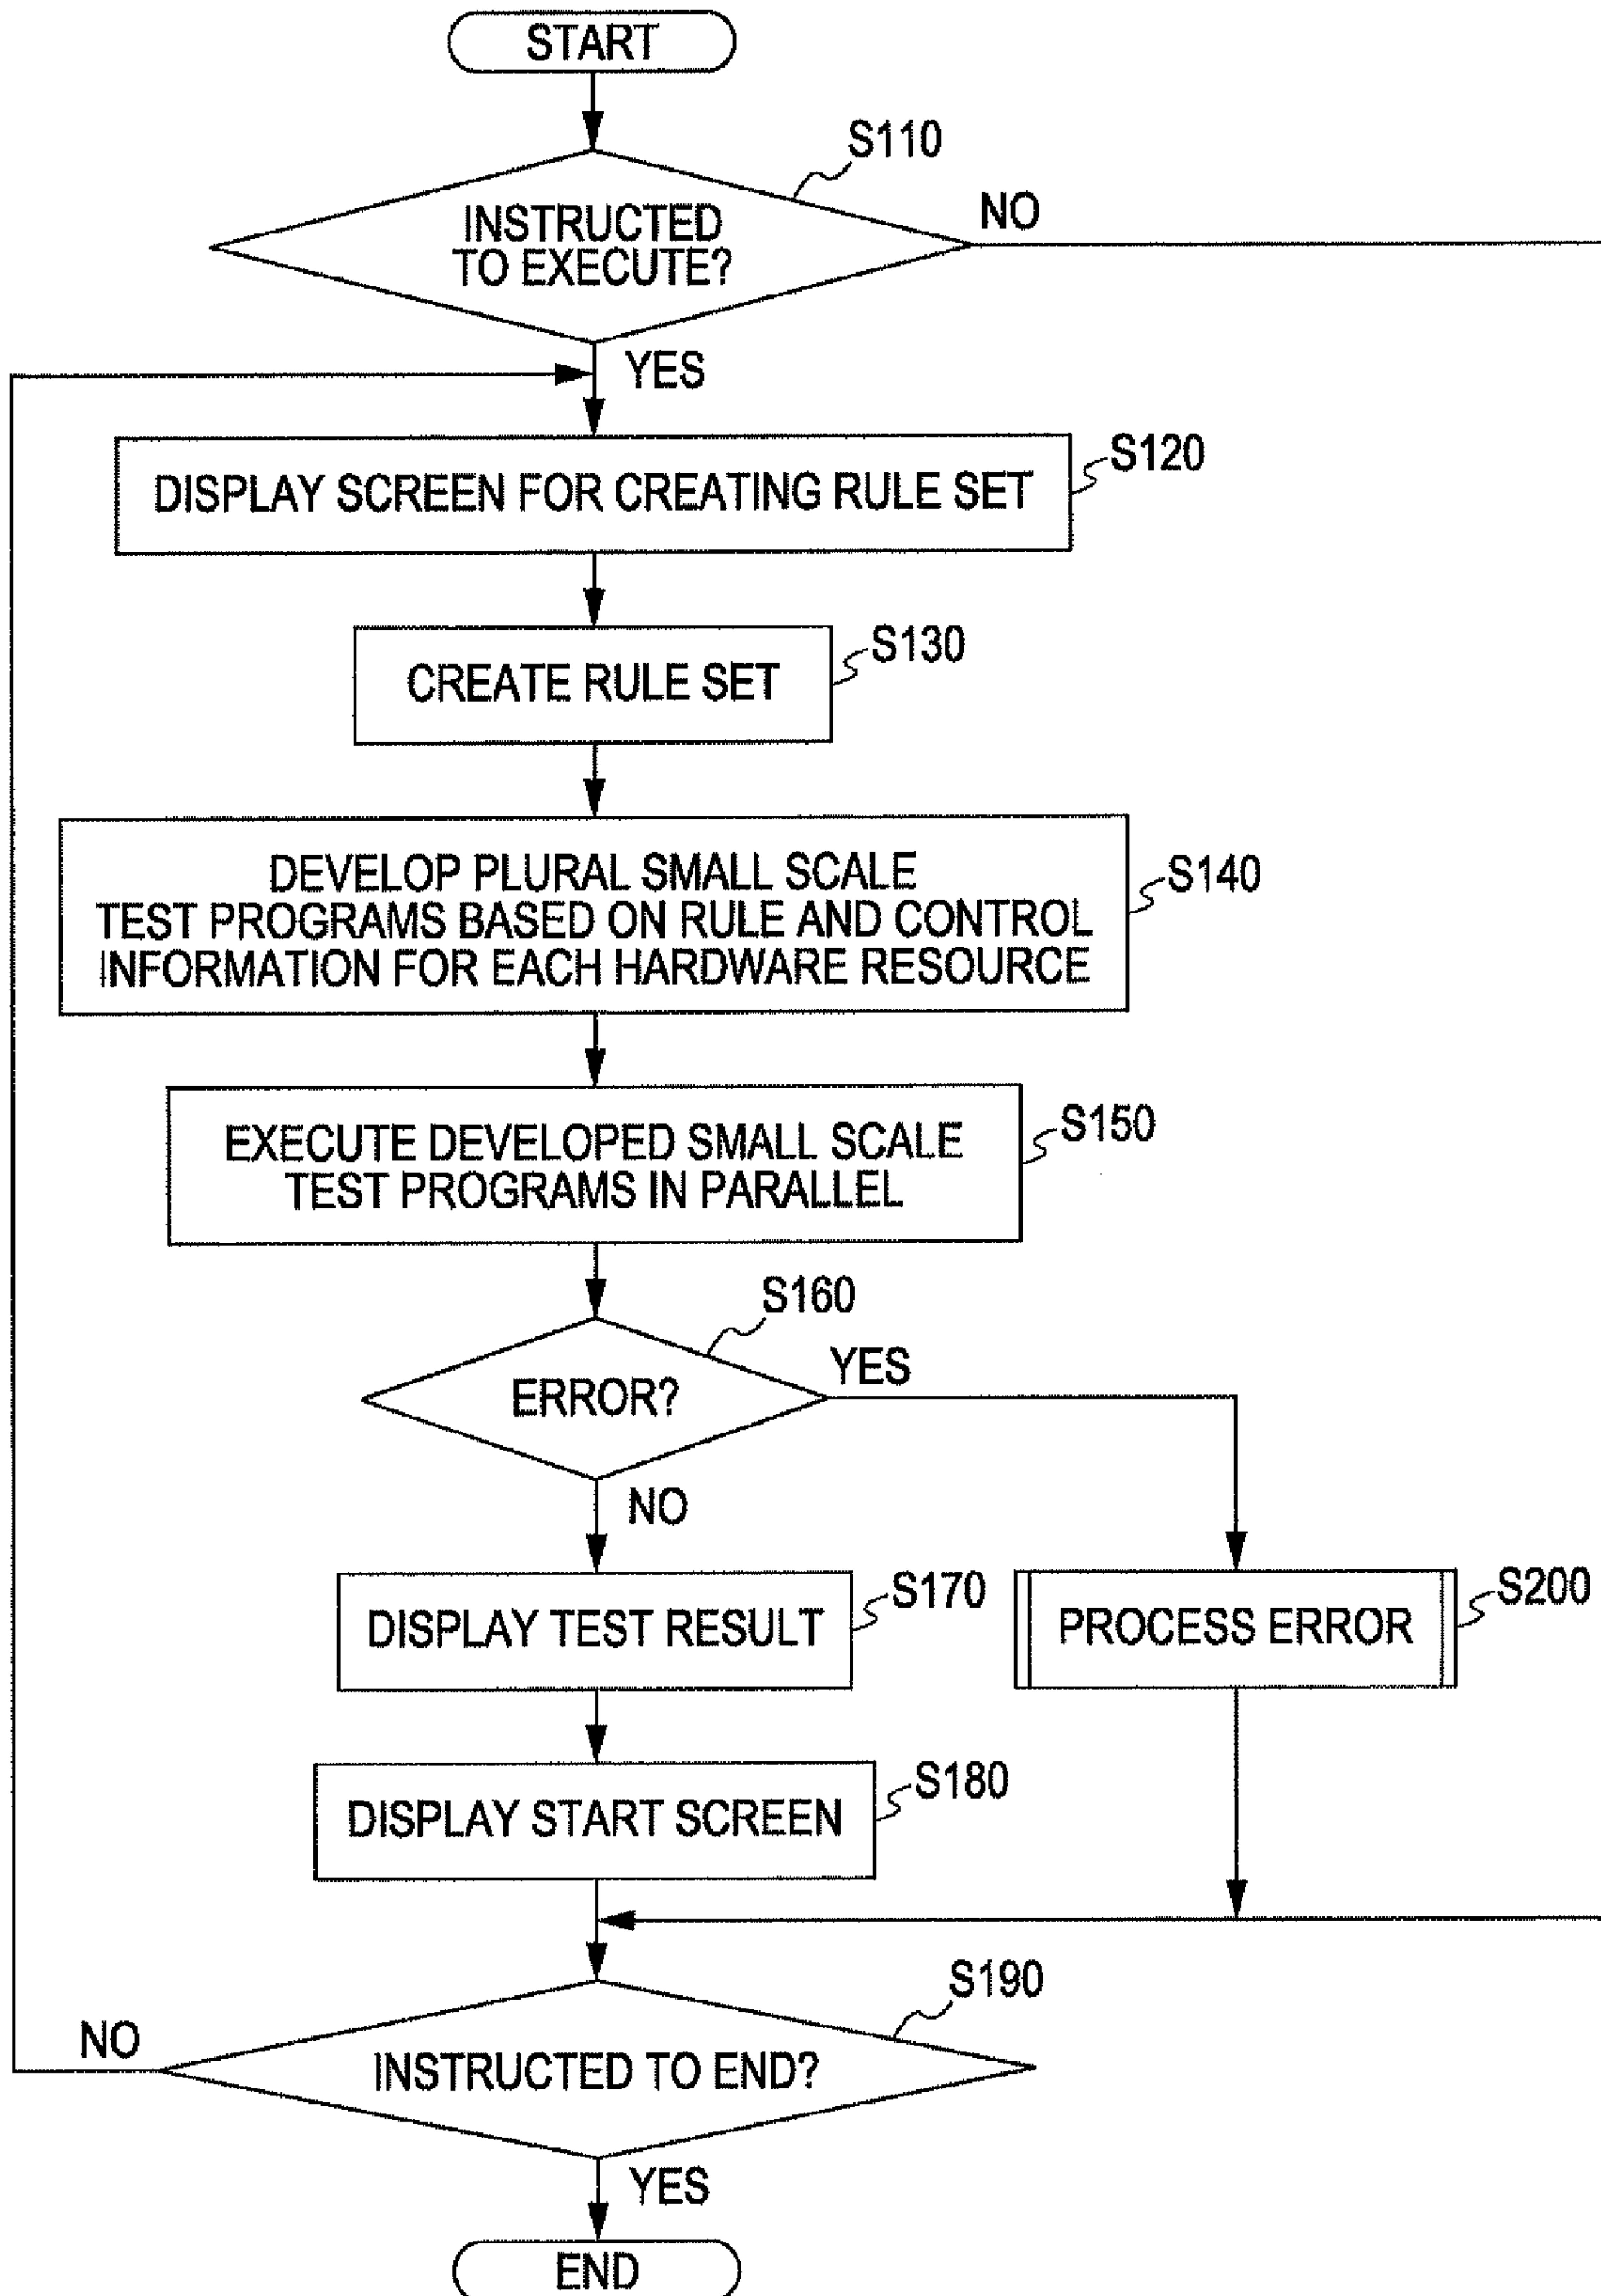 START
S110
INSTRUCTED
TO EXECUTE?
NO
YES
S120
DISPLAY SCREEN FOR CREATING RULE SET
S130
CREATE RULE SET
S140
DEVELOP PLURAL SMALL SCALE
TEST PROGRAMS BASED ON RULE AND CONTROL
INFORMATION FOR EACH HARDWARE RESOURCE
S150
EXECUTE DEVELOPED SMALL SCALE
TEST PROGRAMS IN PARALLEL
S160
ERROR?
YES
NO
S170
DISPLAY TEST RESULT
S200
PROCESS ERROR
S180
DISPLAY START SCREEN
S190
NO
INSTRUCTED TO END?
YES
END